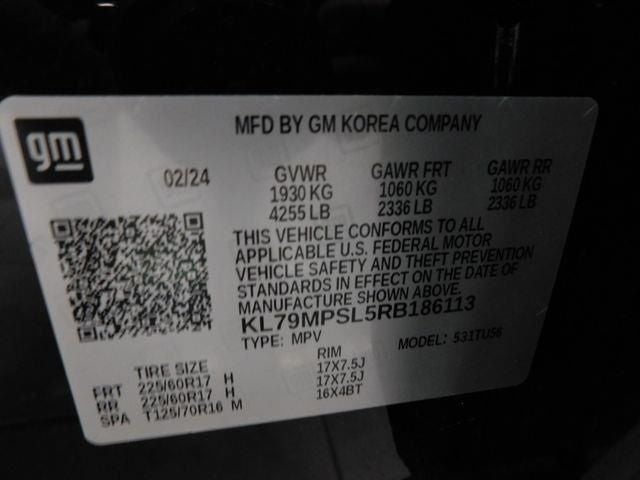 gm
MFD BY GM KOREA COMPANY
02/24
GVWR GAWR FRT GAWR RR
1930 KG 1060 KG 1060 KG
4255 LB 2336 LB 2336 LB
THIS VEHICLE CONFORMS TO ALL
APPLICABLE U.S. FEDERAL MOTOR
VEHICLE SAFETY AND THEFT PREVENTION
STANDARDS IN EFFECT ON THE DATE OF
MANUFACTURE SHOWN ABOVE.
KL79MPSL5RB186113
TYPE: MPV MODEL: 531TU56
TIRE SIZE RIM
FRT 225/60R17 H 17X7.5J
RR 225/60R17 H 17X7.5J
SPA T125/70R16 M 16X4BT